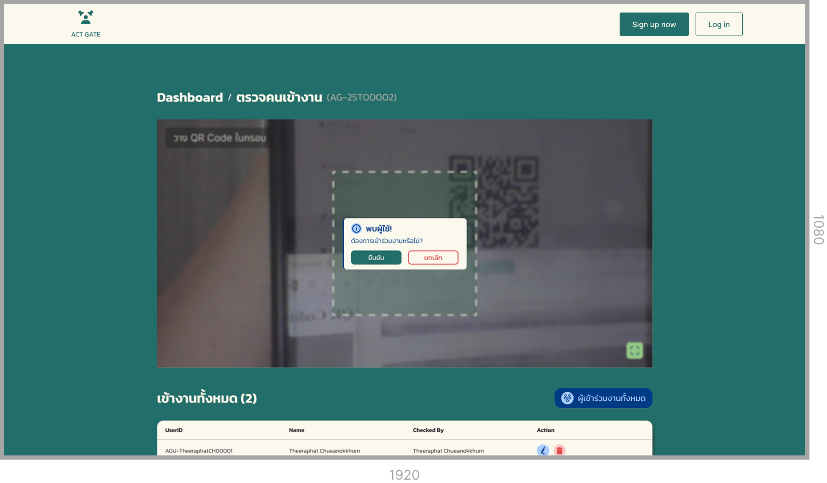 ACT GATE
Sign up now
Log in
Dashboard / ตรวจคนเข้างาน (AG-25T00002)
วาง QR Code ในกรอบ
พบผู้ใช้!
ต้องการเข้าร่วมงานหรือไม่?
ยืนยัน
ยกเลิก
เข้างานทั้งหมด (2)
ผู้เข้าร่วมงานทั้งหมด
UserID Name Checked By Action
AGU-TheeraphatCH00001 Theeraphat Chueanokkhum Theeraphat Chueanokkhum
1080
1920